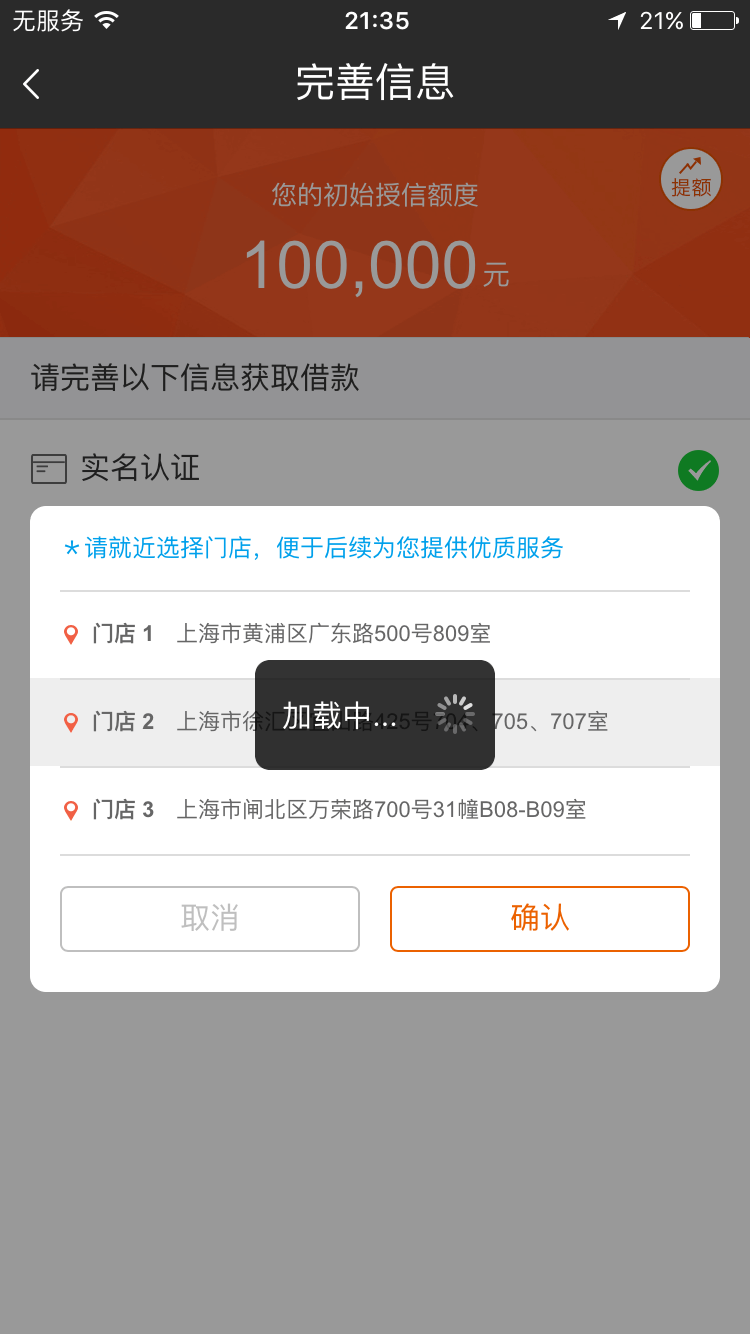 无服务 21:35 21%
完善信息
提额
您的初始授信额度
100,000元
请完善以下信息获取借款
实名认证
*请就近选择门店，便于后续为您提供优质服务
门店 1 上海市黄浦区广东路500号809室
门店 2 上海市徐汇 425号704、705、707室
加载中...
门店 3 上海市闸北区万荣路700号31幢B08-B09室
取消 确认